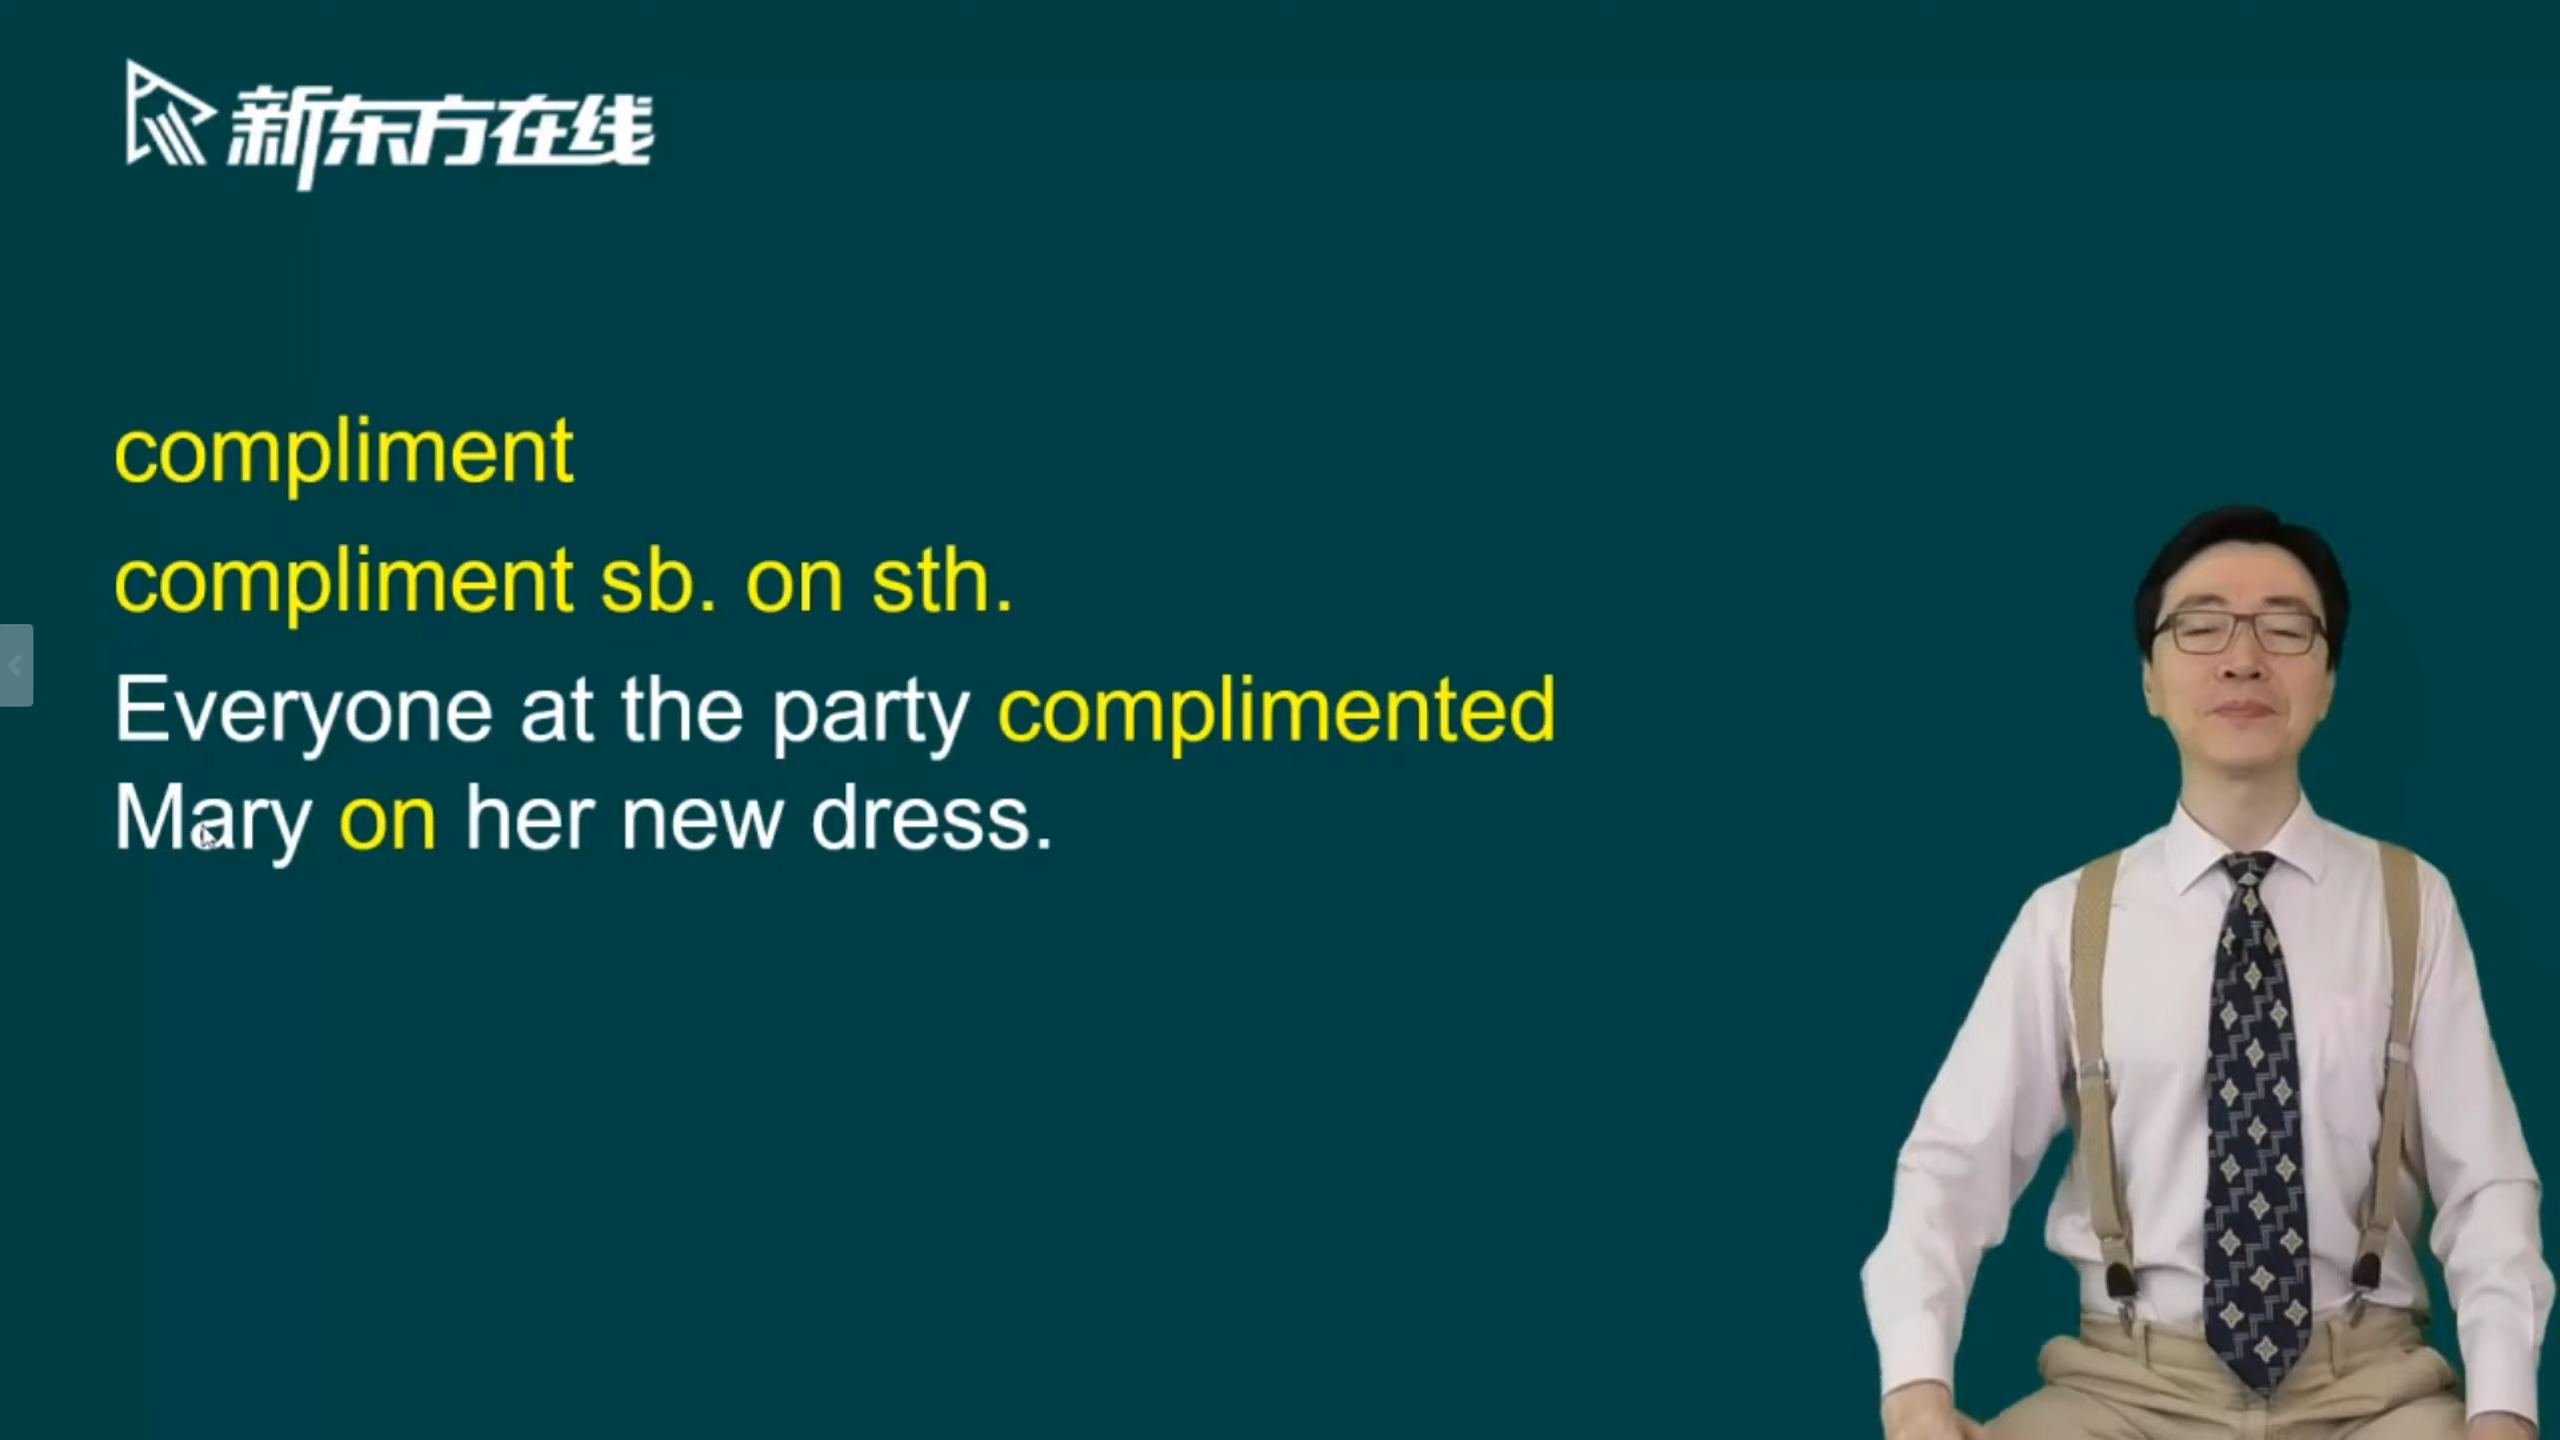 新东方在线
compliment
compliment sb. on sth.
Everyone at the party complimented
Mary on her new dress.